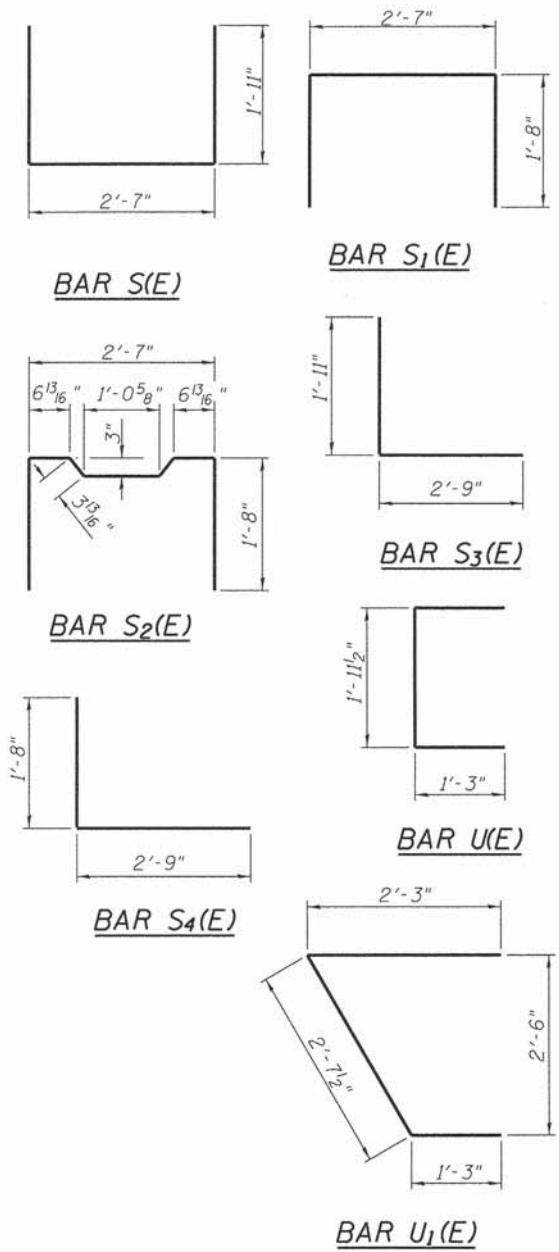 1'-11"
2'-7"
BAR S(E)
2'-7"
1'-8"
BAR S1(E)
2'-7"
6 13/16" 1'-0 5/8" 6 13/16"
3"
3 13/16"
1'-8"
BAR S2(E)
1'-11"
2'-9"
BAR S3(E)
1'-11 1/2"
1'-3"
BAR U(E)
1'-8"
2'-9"
BAR S4(E)
2'-3"
2'-7 1/2"
2'-6"
1'-3"
BAR U1(E)